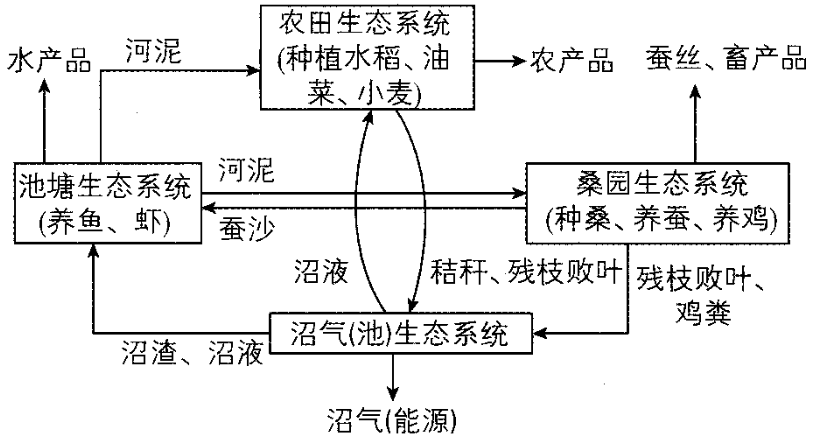 农田生态系统
(种植水稻、油
菜、小麦)
水产品
河泥
农产品
蚕丝、畜产品
池塘生态系统
(养鱼、虾)
河泥
蚕沙
桑园生态系统
(种桑、养蚕、养鸡)
沼液
秸秆、残枝败叶
残枝败叶、
鸡粪
沼气(池)生态系统
沼渣、沼液
沼气(能源)